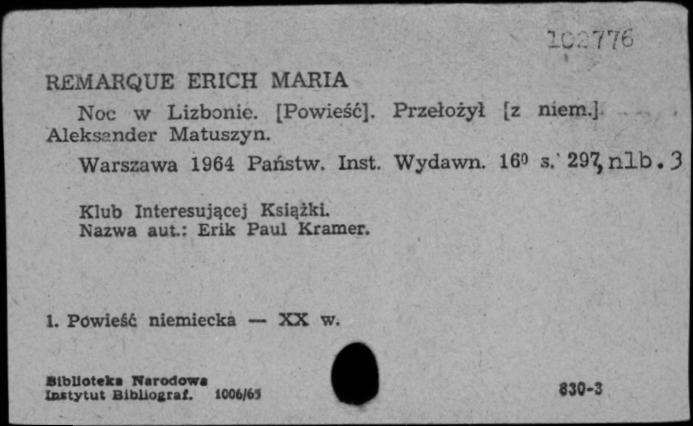 102776
REMARQUE ERICH MARIA
Noc w Lizbonie. [Powieść]. Przełożył [z niem.]
Aleksander Matuszyn.
Warszawa 1964 Państw. Inst. Wydawn. 16⁰ s. 297, nlb. 3
Klub Interesującej Książki.
Nazwa aut.: Erik Paul Kramer.
1. Powieść niemiecka — XX w.
Biblioteka Narodowa
Instytut Bibliograf. 1006/65
830-3